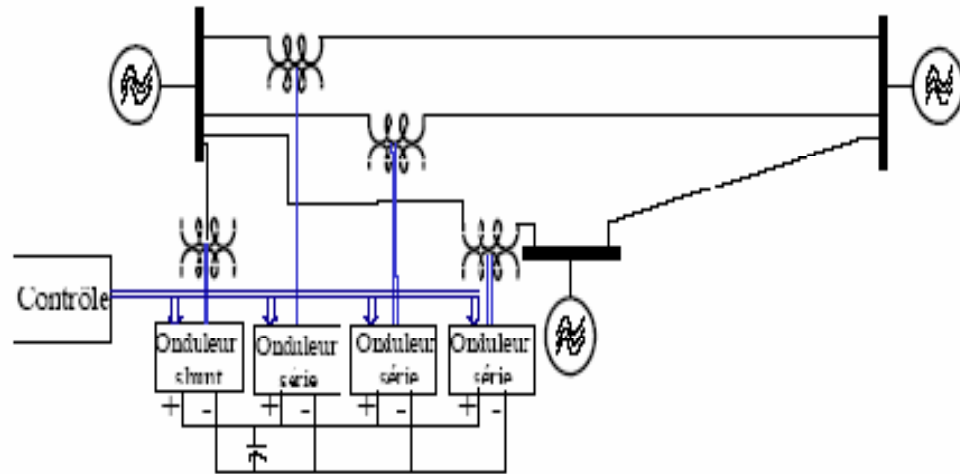 Contrôle
Onduleur
shunt
Onduleur
série
Onduleur
série
Onduleur
série
+ -
+ -
+ -
+ -